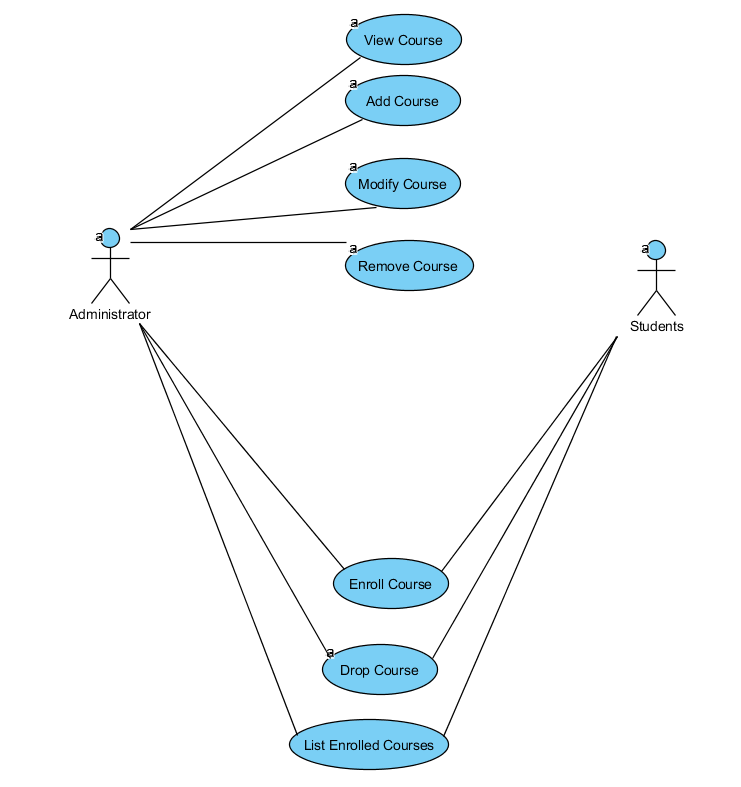 a
View Course
a
Add Course
a
Modify Course
a
Remove Course
a
Administrator
a
Students
Enroll Course
a
Drop Course
List Enrolled Courses